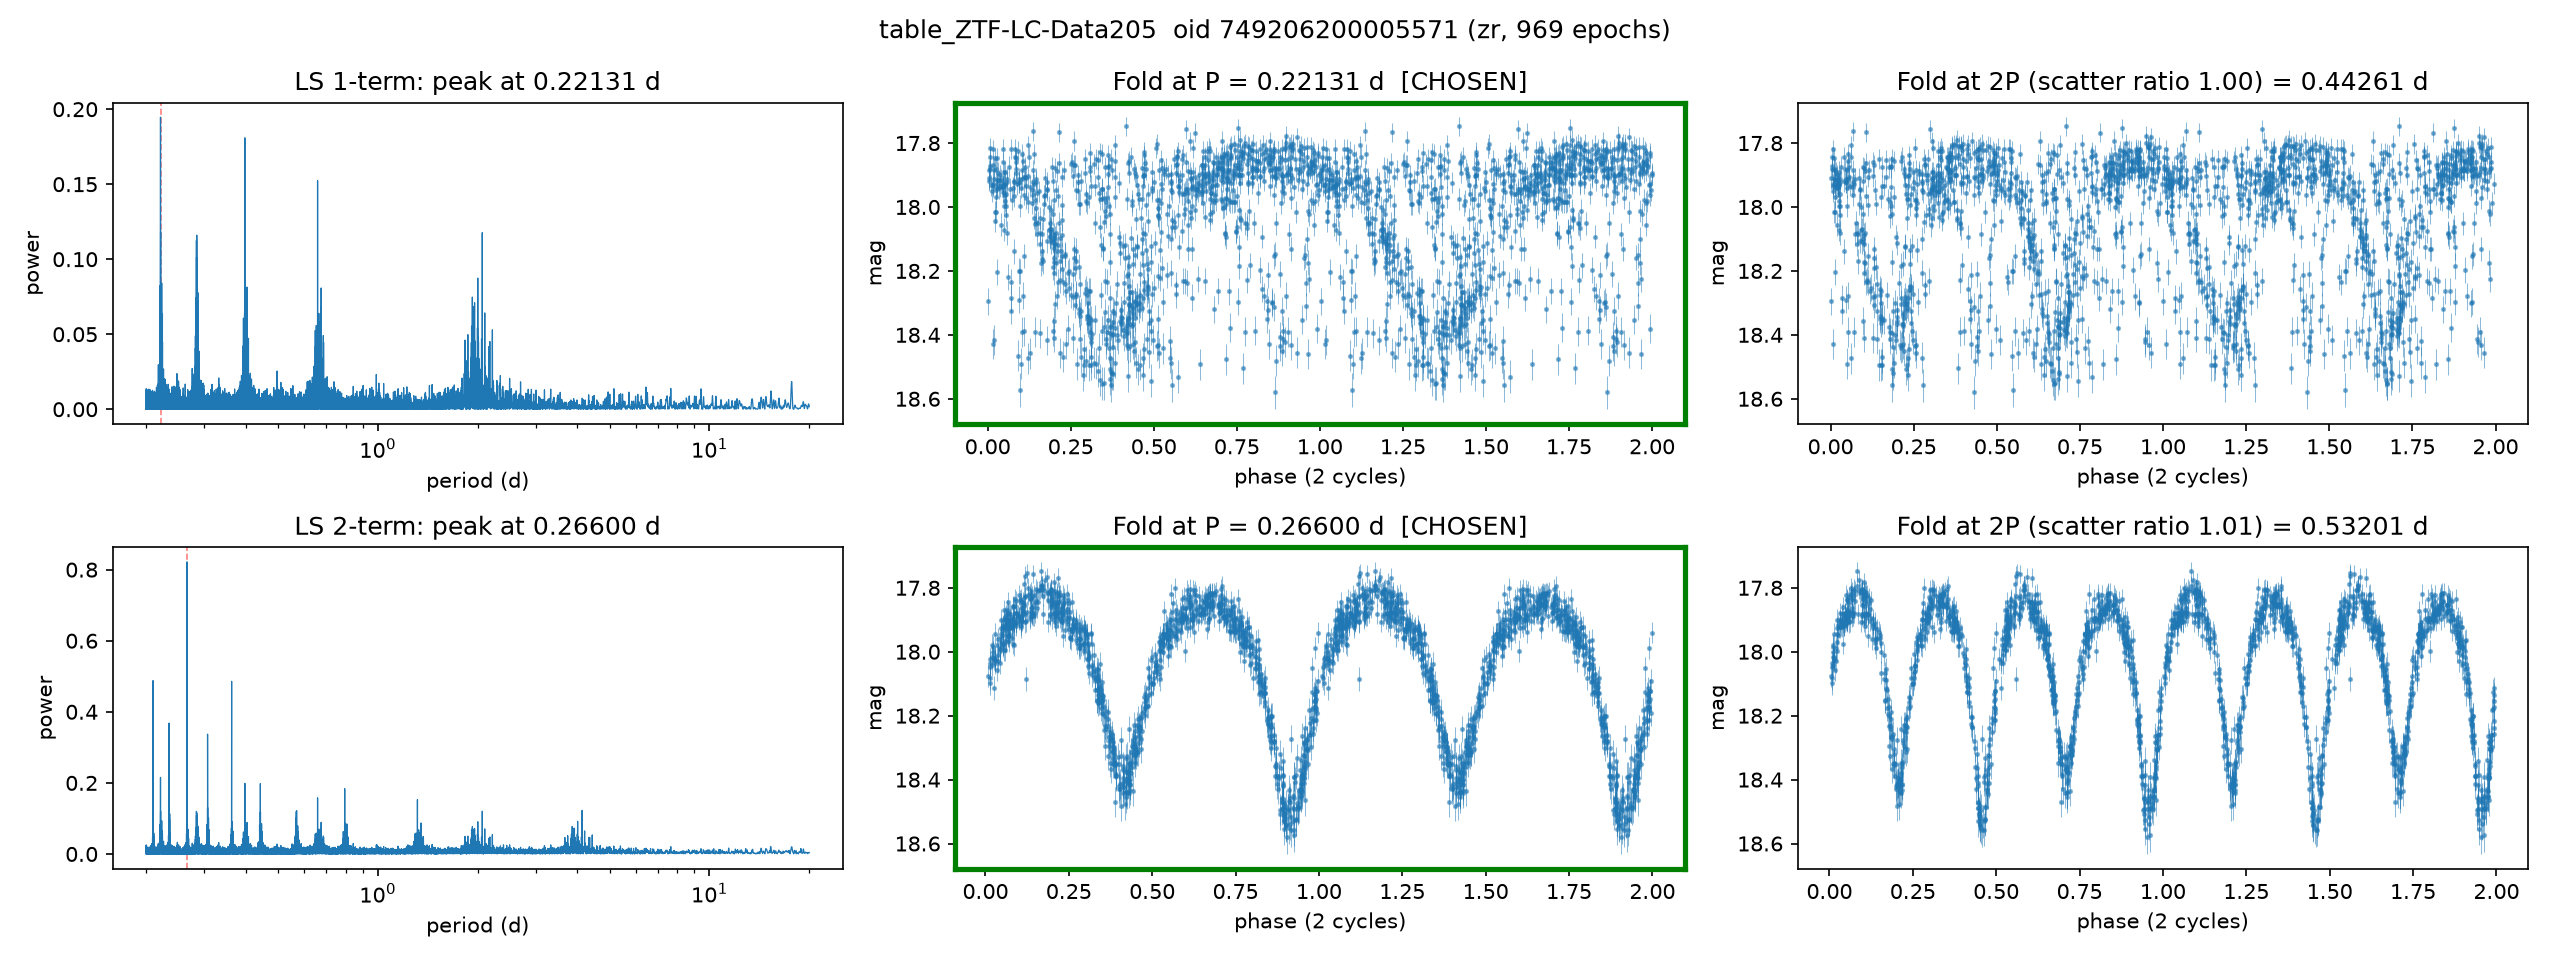 table_ZTF-LC-Data205  oid 749206200005571 (zr, 969 epochs)
LS 1-term: peak at 0.22131 d
Fold at P = 0.22131 d  [CHOSEN]
Fold at 2P (scatter ratio 1.00) = 0.44261 d
0.20
0.15
0.10
0.05
0.00
power
10⁰
10¹
period (d)
17.8
18.0
18.2
18.4
18.6
mag
0.00 0.25 0.50 0.75 1.00 1.25 1.50 1.75 2.00
phase (2 cycles)
17.8
18.0
18.2
18.4
18.6
mag
0.00 0.25 0.50 0.75 1.00 1.25 1.50 1.75 2.00
phase (2 cycles)
LS 2-term: peak at 0.26600 d
Fold at P = 0.26600 d  [CHOSEN]
Fold at 2P (scatter ratio 1.01) = 0.53201 d
0.8
0.6
0.4
0.2
0.0
power
10⁰
10¹
period (d)
17.8
18.0
18.2
18.4
18.6
mag
0.00 0.25 0.50 0.75 1.00 1.25 1.50 1.75 2.00
phase (2 cycles)
17.8
18.0
18.2
18.4
18.6
mag
0.00 0.25 0.50 0.75 1.00 1.25 1.50 1.75 2.00
phase (2 cycles)